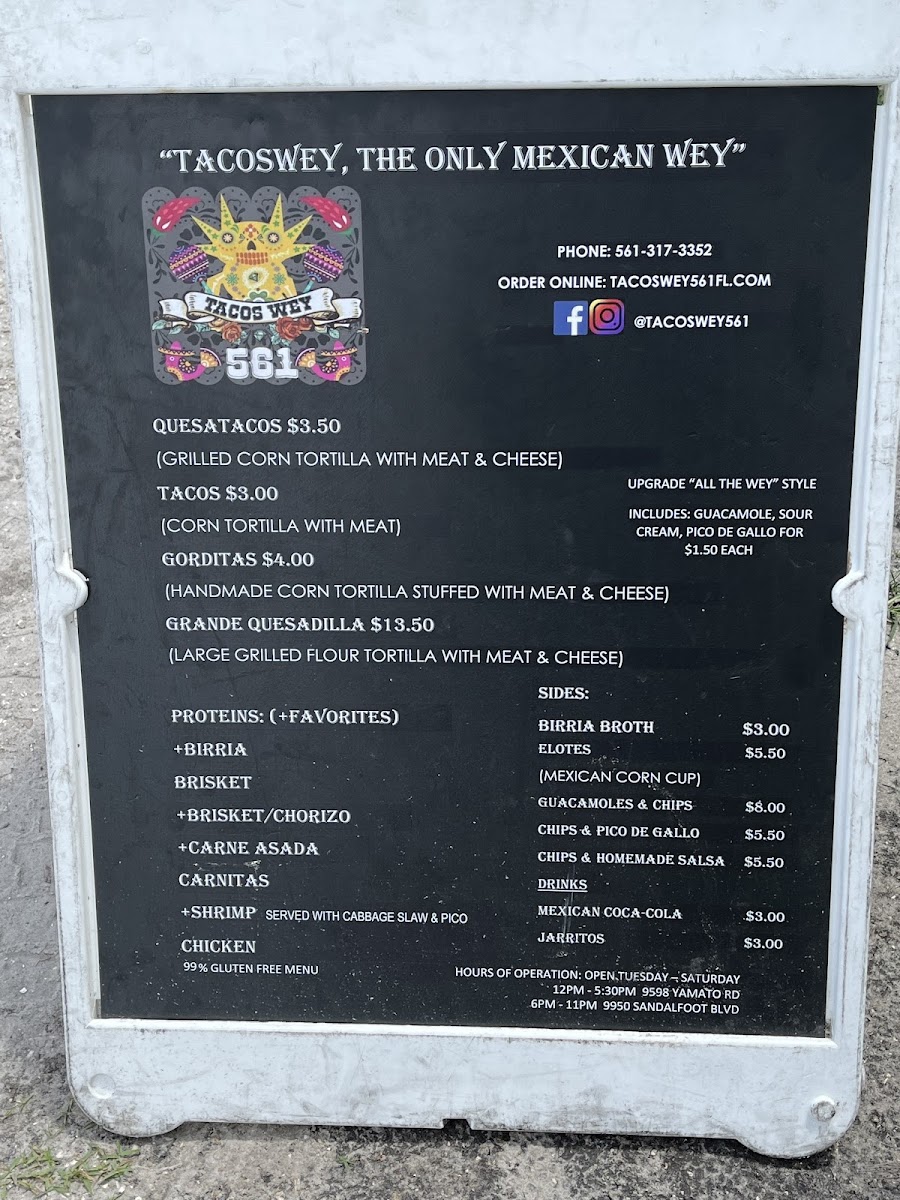 “TACOSWEY, THE ONLY MEXICAN WEY”
TACOS WEY
561
PHONE: 561-317-3352
ORDER ONLINE: TACOSWEY561FL.COM
@TACOSWEY561
QUESATACOS $3.50
(GRILLED CORN TORTILLA WITH MEAT & CHEESE)
TACOS $3.00
(CORN TORTILLA WITH MEAT)
GORDITAS $4.00
(HANDMADE CORN TORTILLA STUFFED WITH MEAT & CHEESE)
GRANDE QUESADILLA $13.50
(LARGE GRILLED FLOUR TORTILLA WITH MEAT & CHEESE)
UPGRADE “ALL THE WEY” STYLE
INCLUDES: GUACAMOLE, SOUR
CREAM, PICO DE GALLO FOR
$1.50 EACH
PROTEINS: (+FAVORITES)
+BIRRIA
BRISKET
+BRISKET/CHORIZO
+CARNE ASADA
CARNITAS
+SHRIMP SERVED WITH CABBAGE SLAW & PICO
CHICKEN
99% GLUTEN FREE MENU
SIDES:
BIRRIA BROTH $3.00
ELOTES $5.50
(MEXICAN CORN CUP)
GUACAMOLES & CHIPS $8.00
CHIPS & PICO DE GALLO $5.50
CHIPS & HOMEMADE SALSA $5.50
DRINKS
MEXICAN COCA-COLA $3.00
JARRITOS $3.00
HOURS OF OPERATION: OPEN TUESDAY – SATURDAY
12PM - 5:30PM 9598 YAMATO RD
6PM - 11PM 9950 SANDALFOOT BLVD